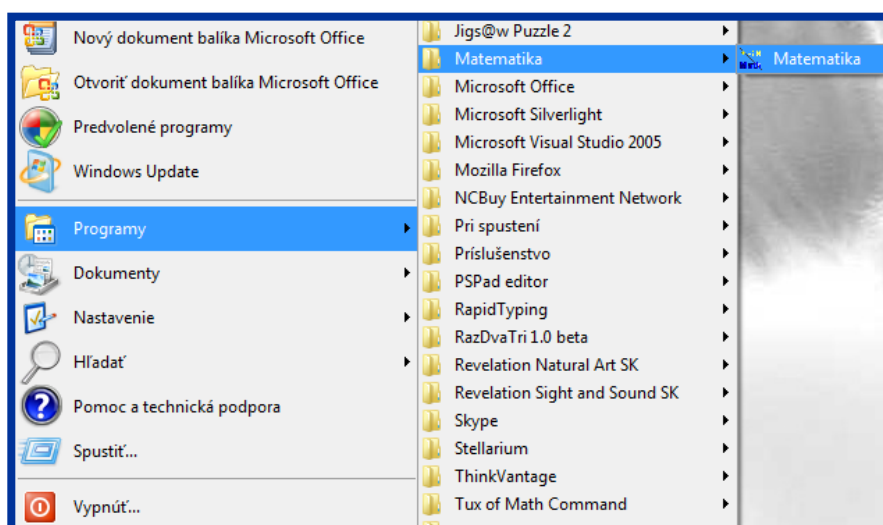 Nový dokument balíka Microsoft Office
Otvoriť dokument balíka Microsoft Office
Predvolené programy
Windows Update
Programy
Dokumenty
Nastavenie
Hľadať
Pomoc a technická podpora
Spustiť...
Vypnúť...
Jigs@w Puzzle 2
Matematika
Microsoft Office
Microsoft Silverlight
Microsoft Visual Studio 2005
Mozilla Firefox
NCBuy Entertainment Network
Pri spustení
Príslušenstvo
PSPad editor
RapidTyping
RazDvaTri 1.0 beta
Revelation Natural Art SK
Revelation Sight and Sound SK
Skype
Stellarium
ThinkVantage
Tux of Math Command
Matematika